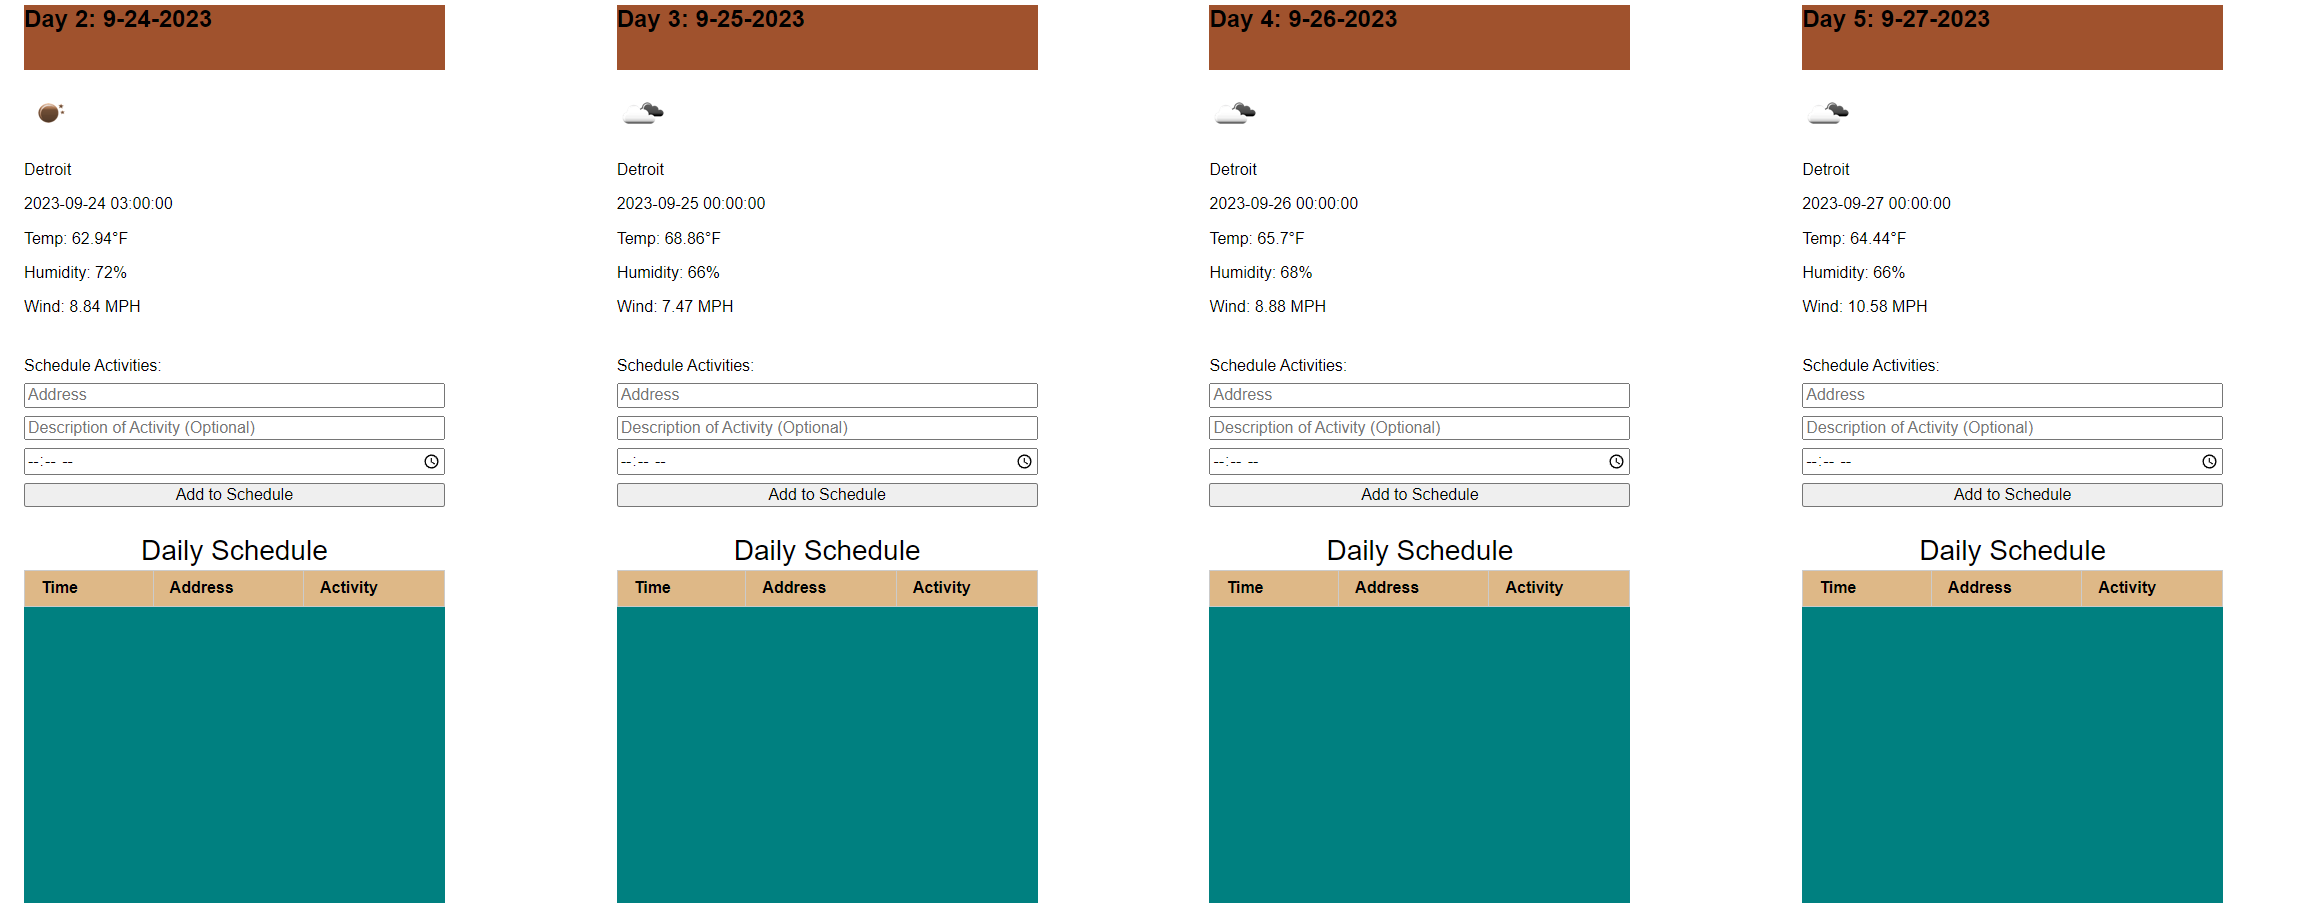 Day 2: 9-24-2023
Detroit
2023-09-24 03:00:00
Temp: 62.94°F
Humidity: 72%
Wind: 8.84 MPH
Schedule Activities:
Address
Description of Activity (Optional)
--:-- --
Add to Schedule
Daily Schedule
Time Address Activity
Day 3: 9-25-2023
Detroit
2023-09-25 00:00:00
Temp: 68.86°F
Humidity: 66%
Wind: 7.47 MPH
Schedule Activities:
Address
Description of Activity (Optional)
--:-- --
Add to Schedule
Daily Schedule
Time Address Activity
Day 4: 9-26-2023
Detroit
2023-09-26 00:00:00
Temp: 65.7°F
Humidity: 68%
Wind: 8.88 MPH
Schedule Activities:
Address
Description of Activity (Optional)
--:-- --
Add to Schedule
Daily Schedule
Time Address Activity
Day 5: 9-27-2023
Detroit
2023-09-27 00:00:00
Temp: 64.44°F
Humidity: 66%
Wind: 10.58 MPH
Schedule Activities:
Address
Description of Activity (Optional)
--:-- --
Add to Schedule
Daily Schedule
Time Address Activity